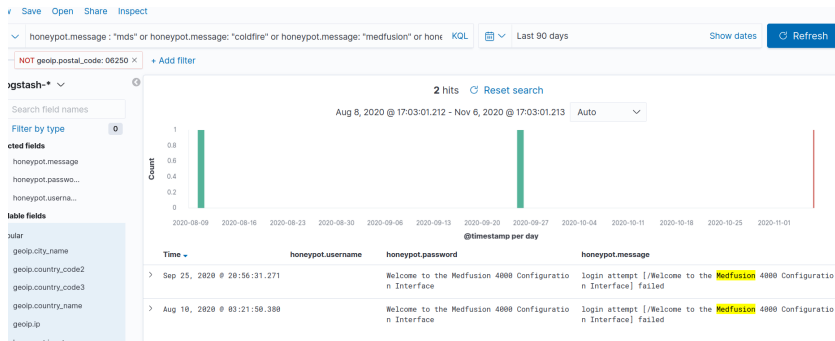 Save Open Share Inspect
honeypot.message : "mds" or honeypot.message: "coldfire" or honeypot.message: "medfusion" or hone KQL Last 90 days Show dates Refresh
NOT geoip.postal_code: 06250 × + Add filter
ogstash-*
Search field names
Filter by type 0
cted fields
honeypot.message
honeypot.passwo...
honeypot.userna...
lable fields
ular
geoip.city_name
geoip.country_code2
geoip.country_code3
geoip.country_name
geoip.ip
2 hits Reset search
Aug 8, 2020 @ 17:03:01.212 - Nov 6, 2020 @ 17:03:01.213 Auto
Count
1
0.8
0.6
0.4
0.2
0
2020-08-09 2020-08-16 2020-08-23 2020-08-30 2020-09-06 2020-09-13 2020-09-20 2020-09-27 2020-10-04 2020-10-11 2020-10-18 2020-10-25 2020-11-01
@timestamp per day
Time honeypot.username honeypot.password honeypot.message
Sep 25, 2020 @ 20:56:31.271 Welcome to the Medfusion 4000 Configuratio login attempt [/Welcome to the Medfusion 4000 Configuratio
n Interface n Interface] failed
Aug 10, 2020 @ 03:21:50.380 Welcome to the Medfusion 4000 Configuratio login attempt [/Welcome to the Medfusion 4000 Configuratio
n Interface n Interface] failed